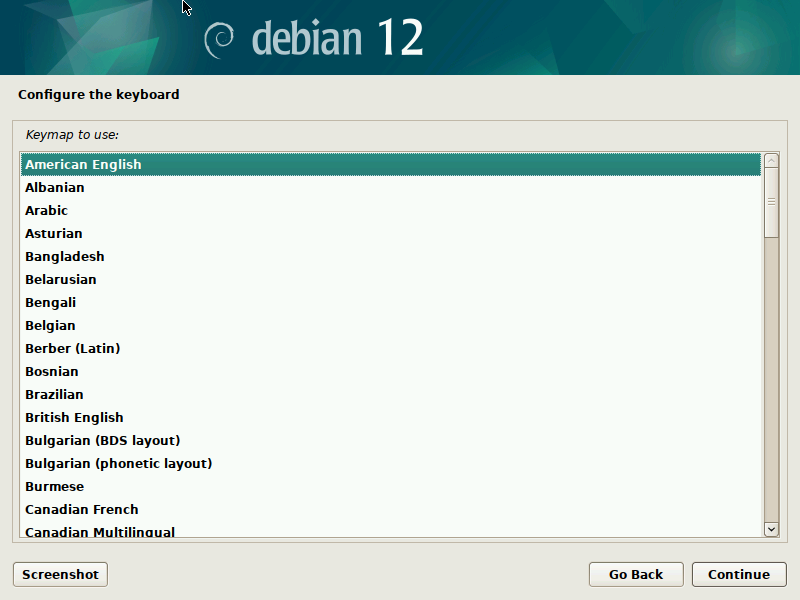 debian 12
Configure the keyboard
Keymap to use:
American English
Albanian
Arabic
Asturian
Bangladesh
Belarusian
Bengali
Belgian
Berber (Latin)
Bosnian
Brazilian
British English
Bulgarian (BDS layout)
Bulgarian (phonetic layout)
Burmese
Canadian French
Canadian Multilingual
Screenshot
Go Back
Continue